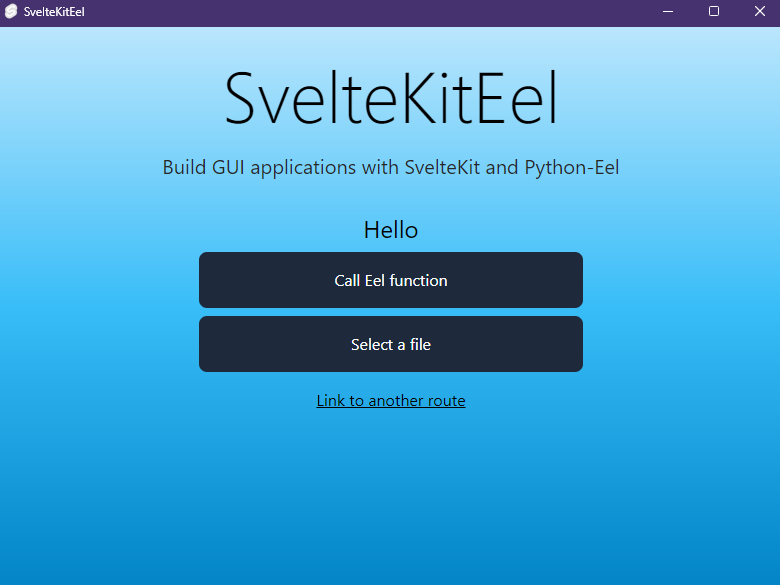 SvelteKitEel
SvelteKitEel
Build GUI applications with SvelteKit and Python-Eel
Hello
Call Eel function
Select a file
Link to another route